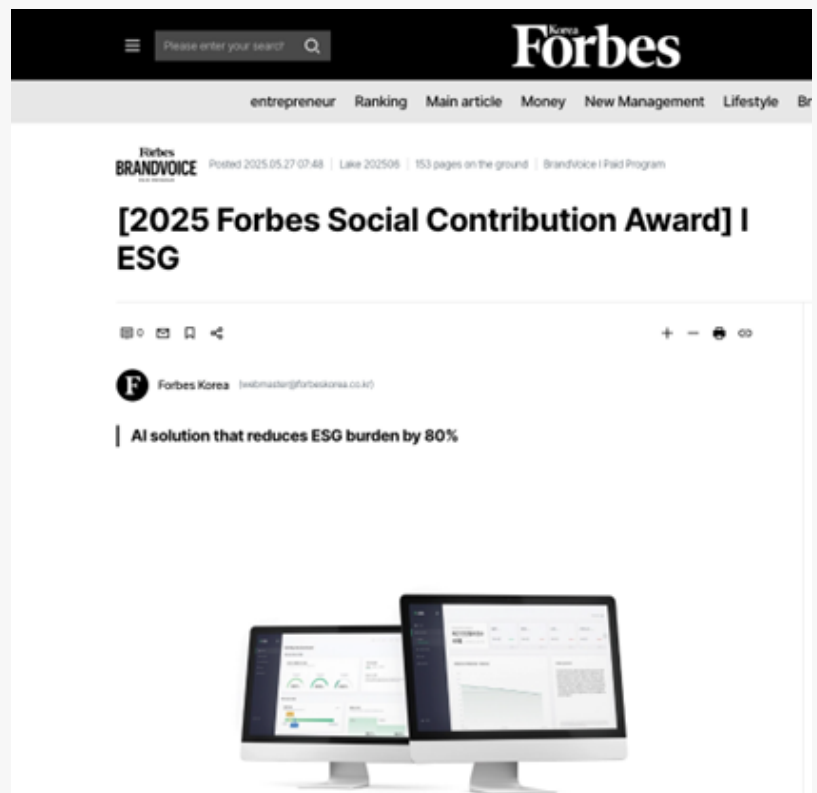 Please enter your search
Korea
Forbes
entrepreneur Ranking Main article Money New Management Lifestyle Br
Forbes
BRANDVOICE
Posted 2025.05.27 07:48 | Lake 202506 | 153 pages on the ground | BrandVoice | Paid Program
[2025 Forbes Social Contribution Award] I
ESG
0
F Forbes Korea (webmaster@forbeskorea.co.kr)
AI solution that reduces ESG burden by 80%